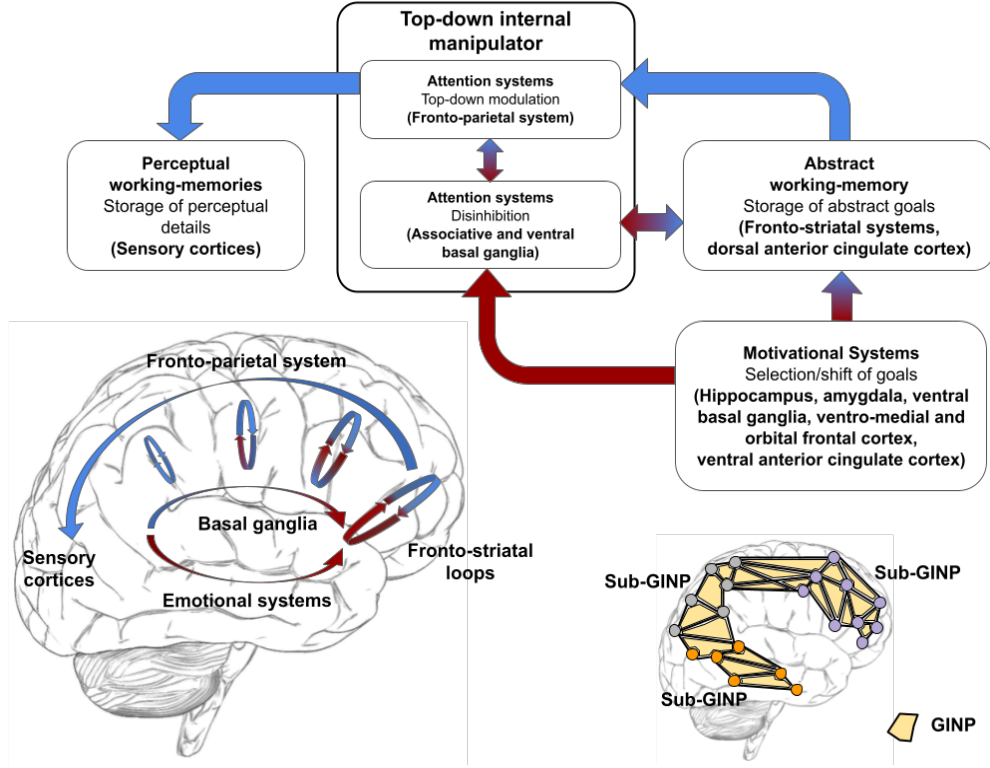 Top-down internal
manipulator
Attention systems
Top-down modulation
(Fronto-parietal system)
Perceptual
working-memories
Storage of perceptual
details
(Sensory cortices)
Attention systems
Disinhibition
(Associative and ventral
basal ganglia)
Abstract
working-memory
Storage of abstract goals
(Fronto-striatal systems,
dorsal anterior cingulate cortex)
Motivational Systems
Selection/shift of goals
(Hippocampus, amygdala, ventral
basal ganglia, ventro-medial and
orbital frontal cortex,
ventral anterior cingulate cortex)
Fronto-parietal system
Basal ganglia
Sensory
cortices
Emotional systems
Fronto-striatal
loops
Sub-GINP
Sub-GINP
Sub-GINP
GINP